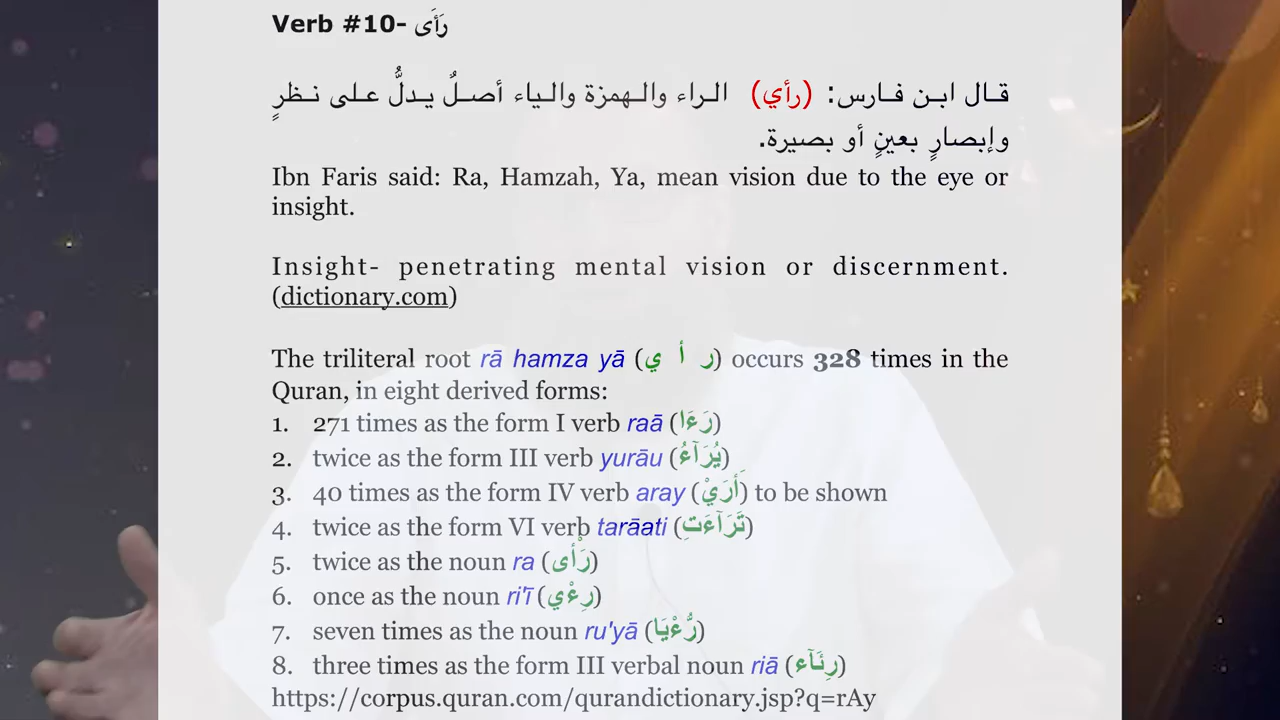 Verb #10- رَأَى
قال ابن فارس: (رأي) الراء والهمزة والياء أصلٌ يدلُّ على نظرٍ
وإبصارٍ بعينٍ أو بصيرة.
Ibn Faris said: Ra, Hamzah, Ya, mean vision due to the eye or
insight.
Insight- penetrating mental vision or discernment.
(dictionary.com)
The triliteral root rā hamza yā (ر أ ي) occurs 328 times in the
Quran, in eight derived forms:
1. 271 times as the form I verb raā (رَءَا)
2. twice as the form III verb yurāu (يُرَآءُ)
3. 40 times as the form IV verb aray (أَرَيْ) to be shown
4. twice as the form VI verb tarāati (تَّرَآءَتِ)
5. twice as the noun ra (رَأْى)
6. once as the noun ri'ī (رِءْي)
7. seven times as the noun ru'yā (رُّءْيَا)
8. three times as the form III verbal noun riā (رِئَآء)
https://corpus.quran.com/qurandictionary.jsp?q=rAy